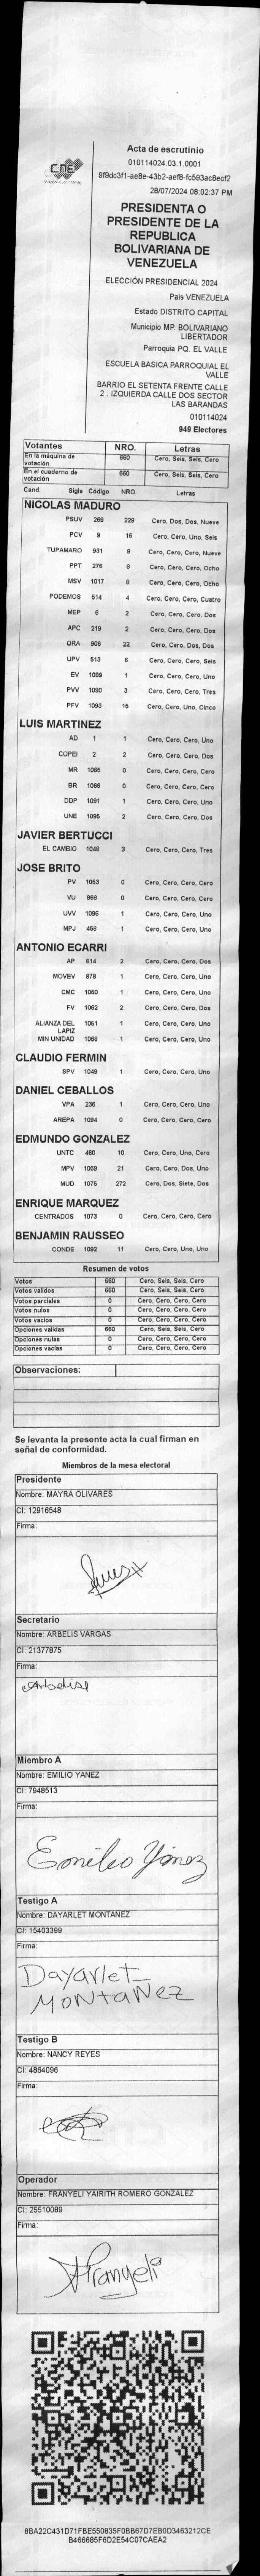 CNE
Acta de escrutinio
010114024.03.1.0001
9f9dc3f1-ae8e-43b2-aef8-fc593ac8ecf2
28/07/2024 08:02:37 PM
PRESIDENTA O
PRESIDENTE DE LA
REPUBLICA
BOLIVARIANA DE
VENEZUELA
ELECCIÓN PRESIDENCIAL 2024
Pais VENEZUELA
Estado DISTRITO CAPITAL
Municipio MP. BOLIVARIANO
LIBERTADOR
Parroquia PQ. EL VALLE
ESCUELA BASICA PARROQUIAL EL
VALLE
BARRIO EL SETENTA FRENTE CALLE
2 . IZQUIERDA CALLE DOS SECTOR
LAS BARANDAS
010114024
949 Electores
Votantes NRO. Letras
En la máquina de votación 660 Cero, Seis, Seis, Cero
En el cuaderno de votación 660 Cero, Seis, Seis, Cero
Cand. Sigla Código NRO. Letras
NICOLAS MADURO
PSUV 269 229 Cero, Dos, Dos, Nueve
PCV 9 16 Cero, Cero, Uno, Seis
TUPAMARO 931 9 Cero, Cero, Cero, Nueve
PPT 276 8 Cero, Cero, Cero, Ocho
MSV 1017 8 Cero, Cero, Cero, Ocho
PODEMOS 514 4 Cero, Cero, Cero, Cuatro
MEP 6 2 Cero, Cero, Cero, Dos
APC 219 2 Cero, Cero, Cero, Dos
ORA 906 22 Cero, Cero, Dos, Dos
UPV 613 6 Cero, Cero, Cero, Seis
EV 1089 1 Cero, Cero, Cero, Uno
PVV 1090 3 Cero, Cero, Cero, Tres
PFV 1093 15 Cero, Cero, Uno, Cinco
LUIS MARTINEZ
AD 1 1 Cero, Cero, Cero, Uno
COPEI 2 2 Cero, Cero, Cero, Dos
MR 1065 0 Cero, Cero, Cero, Cero
BR 1066 0 Cero, Cero, Cero, Cero
DDP 1091 1 Cero, Cero, Cero, Uno
UNE 1095 2 Cero, Cero, Cero, Dos
JAVIER BERTUCCI
EL CAMBIO 1048 3 Cero, Cero, Cero, Tres
JOSE BRITO
PV 1053 0 Cero, Cero, Cero, Cero
VU 868 0 Cero, Cero, Cero, Cero
UVV 1096 1 Cero, Cero, Cero, Uno
MPJ 458 1 Cero, Cero, Cero, Uno
ANTONIO ECARRI
AP 814 2 Cero, Cero, Cero, Dos
MOVEV 878 1 Cero, Cero, Cero, Uno
CMC 1050 1 Cero, Cero, Cero, Uno
FV 1062 2 Cero, Cero, Cero, Dos
ALIANZA DEL LAPIZ 1051 1 Cero, Cero, Cero, Uno
MIN UNIDAD 1068 1 Cero, Cero, Cero, Uno
CLAUDIO FERMIN
SPV 1049 1 Cero, Cero, Cero, Uno
DANIEL CEBALLOS
VPA 236 1 Cero, Cero, Cero, Uno
AREPA 1094 0 Cero, Cero, Cero, Cero
EDMUNDO GONZALEZ
UNTC 460 10 Cero, Cero, Uno, Cero
MPV 1069 21 Cero, Cero, Dos, Uno
MUD 1075 272 Cero, Dos, Siete, Dos
ENRIQUE MARQUEZ
CENTRADOS 1073 0 Cero, Cero, Cero, Cero
BENJAMIN RAUSSEO
CONDE 1092 11 Cero, Cero, Uno, Uno
Resumen de votos
Votos 660 Cero, Seis, Seis, Cero
Votos validos 660 Cero, Seis, Seis, Cero
Votos parciales 0 Cero, Cero, Cero, Cero
Votos nulos 0 Cero, Cero, Cero, Cero
Votos vacios 0 Cero, Cero, Cero, Cero
Opciones validas 660 Cero, Seis, Seis, Cero
Opciones nulas 0 Cero, Cero, Cero, Cero
Opciones vacias 0 Cero, Cero, Cero, Cero
Observaciones:
Se levanta la presente acta la cual firman en
señal de conformidad.
Miembros de la mesa electoral
Presidente
Nombre: MAYRA OLIVARES
CI: 12916548
Firma:
Secretario
Nombre: ARBELIS VARGAS
CI: 21377875
Firma:
Miembro A
Nombre: EMILIO YANEZ
CI: 7948513
Firma:
Emilio Yánez
Testigo A
Nombre: DAYARLET MONTAÑEZ
CI: 15403399
Firma:
Dayarlet
MONTAÑEZ
Testigo B
Nombre: NANCY REYES
CI: 4864096
Firma:
Operador
Nombre: FRANYELI YAIRITH ROMERO GONZALEZ
CI: 25510089
Firma:
Franyeli
8BA22C431D71FBE550835F0BB67D7EB0D3463212CE
B466685F6D2E54C07CAEA2